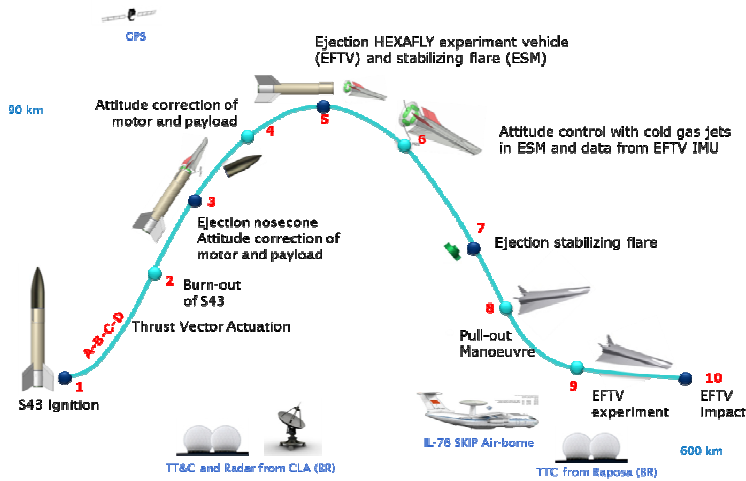 GPS
Ejection HEXAFLY experiment vehicle
(EFTV) and stabilizing flare (ESM)
90 km
Attitude correction of
motor and payload
4
5
6
Attitude control with cold gas jets
in ESM and data from EFTV IMU
3
Ejection nosecone
Attitude correction of
motor and payload
7
Ejection stabilizing flare
2
Burn-out
of S43
8
A-B-C-D
Thrust Vector Actuation
Pull-out
Manoeuvre
1
S43 Ignition
9
EFTV
experiment
10
EFTV
Impact
IL-76 SKIP Air-borne
600 km
TT&C and Radar from CLA (BR)
TTC from Raposa (BR)